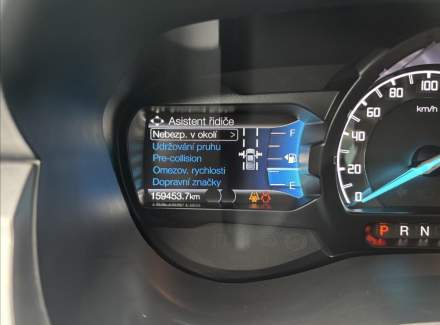 Asistent řidiče
Nebezp. v okolí >
Udržování pruhu
Pre-collision
Omezov. rychlosti
Dopravní značky
159453.7km
F
E
100
80
60
40
20
0
km/h
P R N